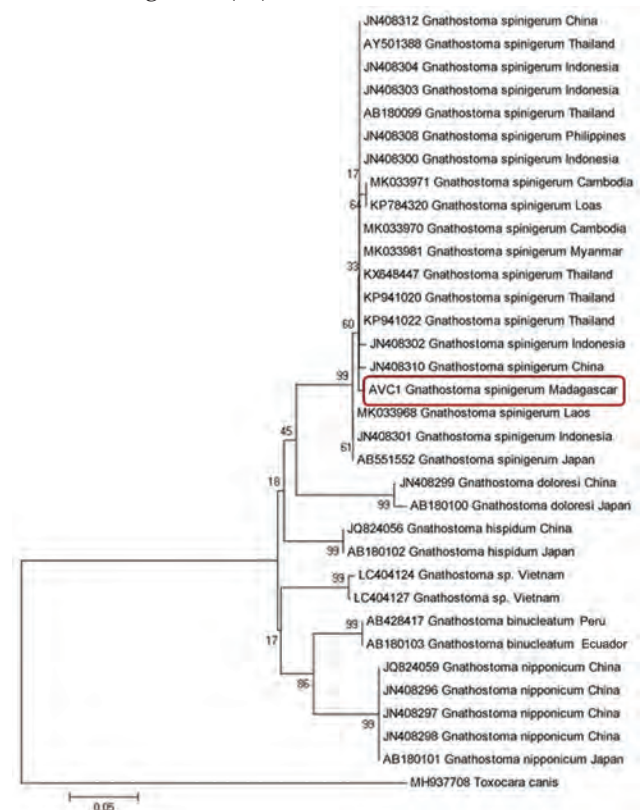 JN408312 Gnathostoma spinigerum China
AY501388 Gnathostoma spinigerum Thailand
JN408304 Gnathostoma spinigerum Indonesia
JN408303 Gnathostoma spinigerum Indonesia
AB180099 Gnathostoma spinigerum Thailand
JN408308 Gnathostoma spinigerum Philippines
JN408300 Gnathostoma spinigerum Indonesia
17
MK033971 Gnathostoma spinigerum Cambodia
64
KP784320 Gnathostoma spinigerum Loas
MK033970 Gnathostoma spinigerum Cambodia
MK033981 Gnathostoma spinigerum Myanmar
33
KX648447 Gnathostoma spinigerum Thailand
KP941020 Gnathostoma spinigerum Thailand
KP941022 Gnathostoma spinigerum Thailand
60
JN408302 Gnathostoma spinigerum Indonesia
JN408310 Gnathostoma spinigerum China
99
AVC1 Gnathostoma spinigerum Madagascar
MK033968 Gnathostoma spinigerum Laos
45
JN408301 Gnathostoma spinigerum Indonesia
61
AB551552 Gnathostoma spinigerum Japan
18
JN408299 Gnathostoma doloresi China
99
AB180100 Gnathostoma doloresi Japan
JQ824056 Gnathostoma hispidum China
99
AB180102 Gnathostoma hispidum Japan
99
LC404124 Gnathostoma sp. Vietnam
LC404127 Gnathostoma sp. Vietnam
99
AB428417 Gnathostoma binucleatum Peru
17
AB180103 Gnathostoma binucleatum Ecuador
JQ824059 Gnathostoma nipponicum China
86
JN408296 Gnathostoma nipponicum China
JN408297 Gnathostoma nipponicum China
99
JN408298 Gnathostoma nipponicum China
AB180101 Gnathostoma nipponicum Japan
MH937708 Toxocara canis
0.05